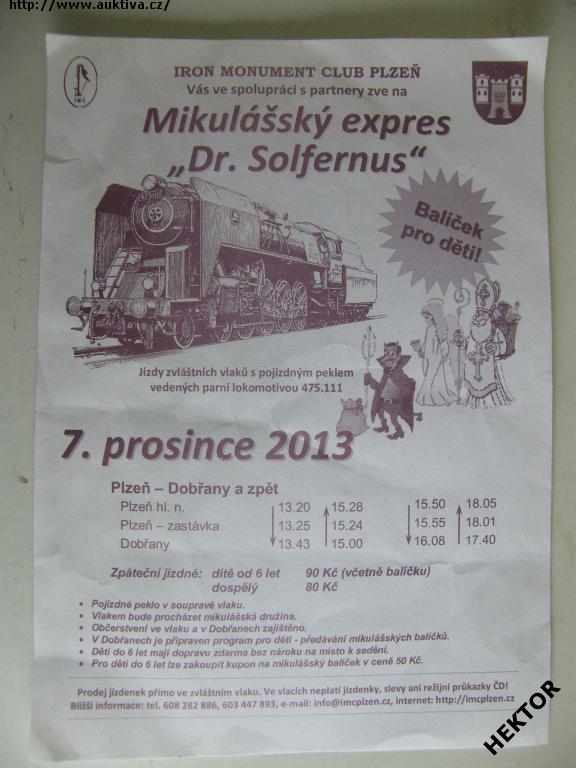 http://www.auktiva.cz/
IRON MONUMENT CLUB PLZEŇ
Vás ve spolupráci s partnery zve na
Mikulášský expres
„Dr. Solfernus“
IMC
Balíček
pro děti!
475.111
Jízdy zvláštních vlaků s pojízdným peklem
vedených parní lokomotivou 475.111
7. prosince 2013
Plzeň – Dobřany a zpět
Plzeň hl. n. 13.20 15.28 15.50 18.05
Plzeň – zastávka 13.25 15.24 15.55 18.01
Dobřany 13.43 15.00 16.08 17.40
Zpáteční jízdné: dítě od 6 let 90 Kč (včetně balíčku)
dospělý 80 Kč
• Pojízdné peklo v soupravě vlaku.
• Vlakem bude procházet mikulášská družina.
• Občerstvení ve vlaku a v Dobřanech zajištěno.
• V Dobřanech je připraven program pro děti - předávání mikulášských balíčků.
• Děti do 6 let mají dopravu zdarma bez nároku na místo k sedění.
• Pro děti do 6 let lze zakoupit kupon na mikulášský balíček v ceně 50 Kč.
Prodej jízdenek přímo ve zvláštním vlaku. Ve vlacích neplatí jízdenky, slevy ani režijní průkazky ČD!
Bližší informace: tel. 608 282 886, 603 447 893, e-mail: info@imcplzen.cz, internet: http://imcplzen.cz
HEKTOR